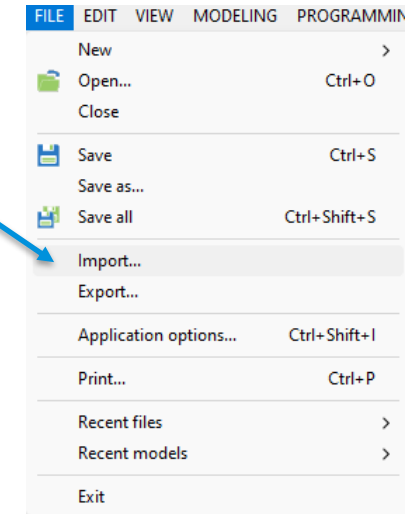 FILE EDIT VIEW MODELING PROGRAMMIN
New >
Open... Ctrl+O
Close
Save Ctrl+S
Save as...
Save all Ctrl+Shift+S
Import...
Export...
Application options... Ctrl+Shift+I
Print... Ctrl+P
Recent files >
Recent models >
Exit